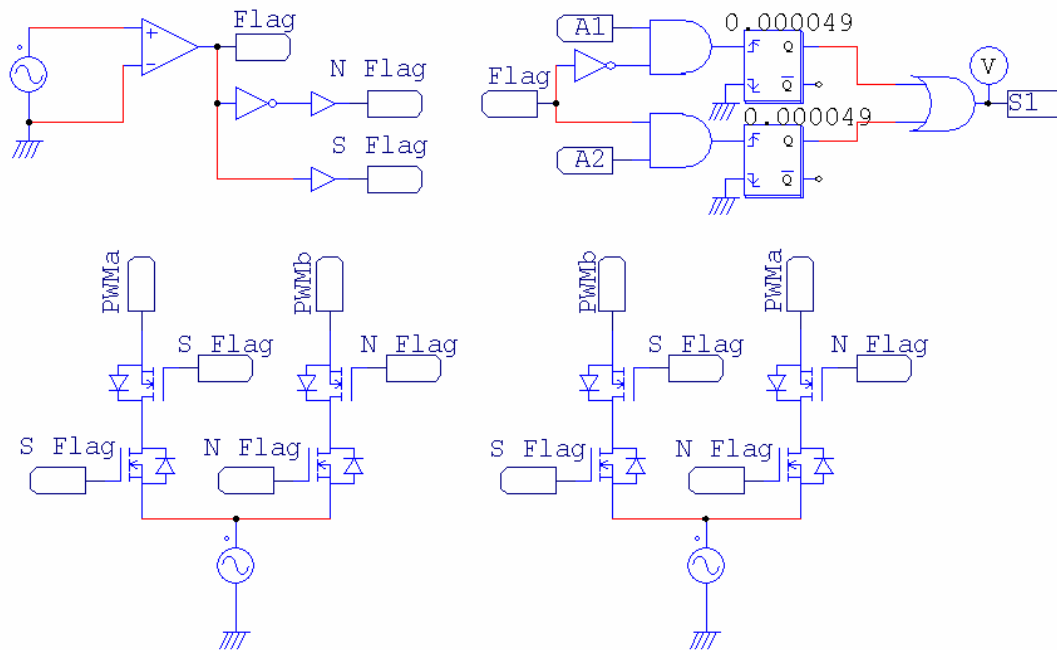 Flag
N Flag
S Flag
A1
0.000049
Q
Q
Flag
V
S1
0.000049
A2
Q
Q
PWMa
PWMb
S Flag
N Flag
S Flag
N Flag
PWMb
PWMa
S Flag
N Flag
S Flag
N Flag